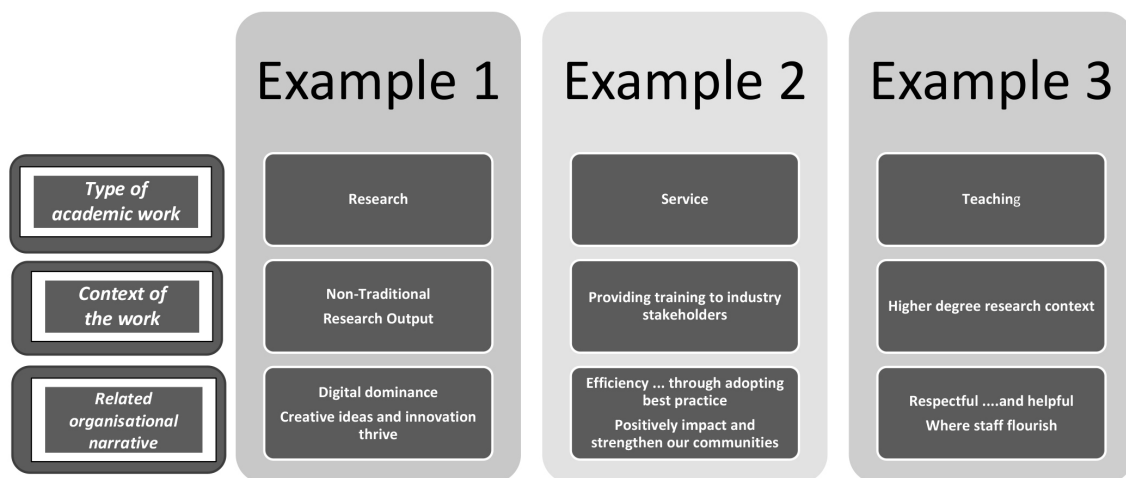 Example 1
Example 2
Example 3
Type of
academic work
Research
Service
Teaching
Context of
the work
Non-Traditional
Research Output
Providing training to industry
stakeholders
Higher degree research context
Related
organisational
narrative
Digital dominance
Creative ideas and innovation
thrive
Efficiency ... through adopting
best practice
Positively impact and
strengthen our communities
Respectful ....and helpful
Where staff flourish